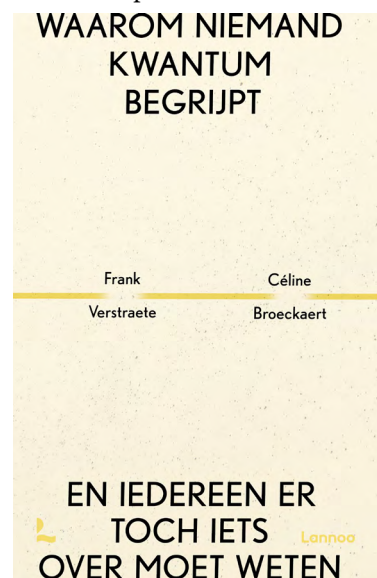 WAAROM NIEMAND
KWANTUM
BEGRIJPT
Frank
Verstraete
Céline
Broeckaert
EN IEDEREEN ER
TOCH IETS
Lannoo
OVER MOET WETEN